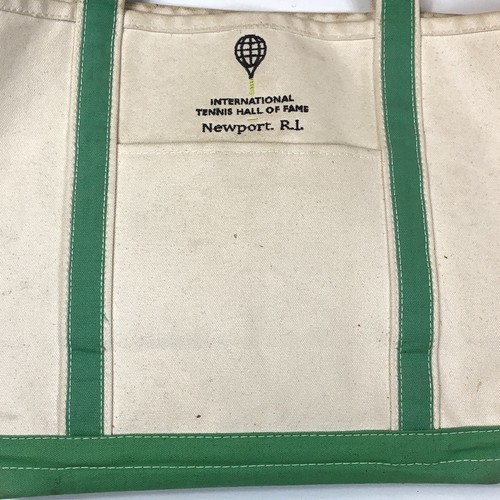 INTERNATIONAL
TENNIS HALL OF FAME
Newport. R.I.